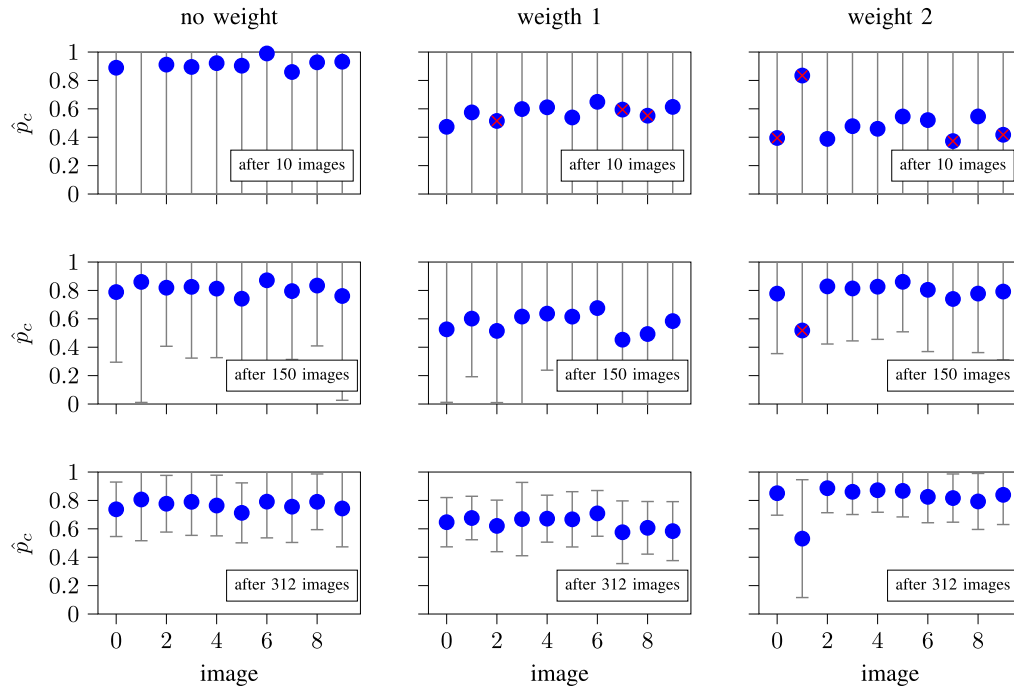 no weight weigth 1 weight 2
1 0.8 0.6 0.4 0.2 0
p̂c
after 10 images after 10 images after 10 images
1 0.8 0.6 0.4 0.2 0
p̂c
after 150 images after 150 images after 150 images
1 0.8 0.6 0.4 0.2 0
p̂c
after 312 images after 312 images after 312 images
0 2 4 6 8 0 2 4 6 8 0 2 4 6 8
image image image